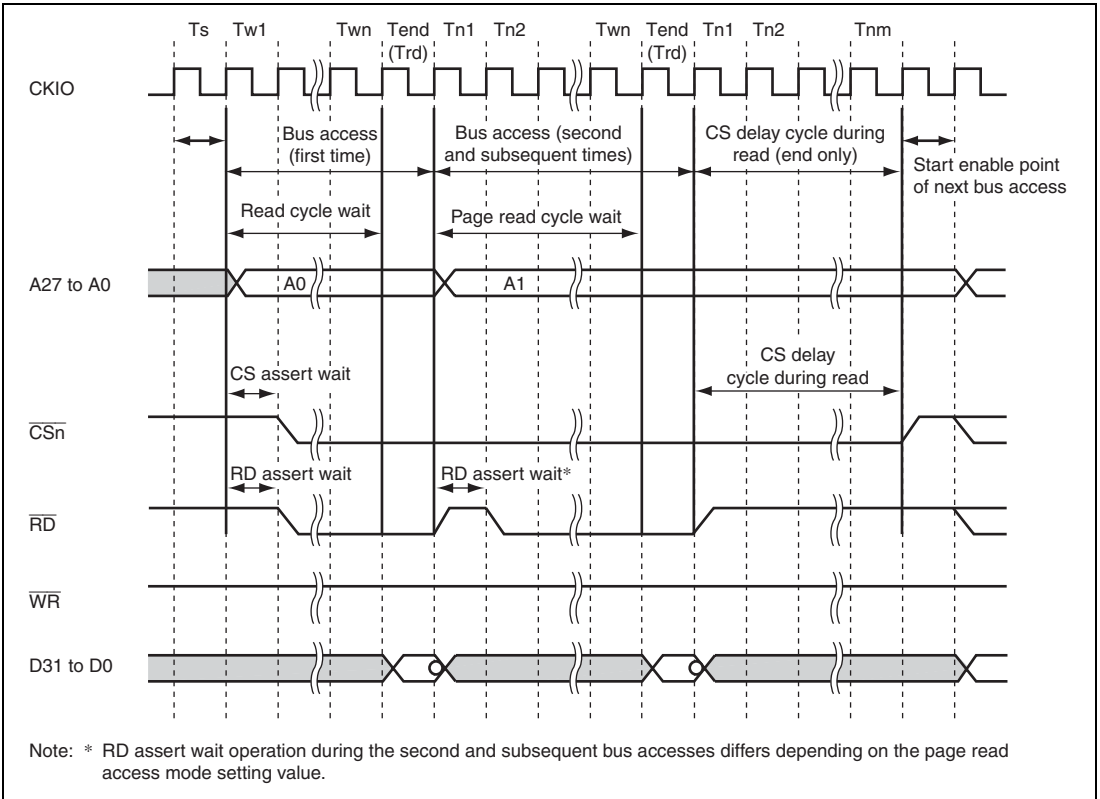 Ts Tw1 Twn Tend Tn1 Tn2 Twn Tend Tn1 Tn2 Tnm
(Trd) (Trd)
CKIO
Bus access
(first time)
Bus access (second
and subsequent times)
CS delay cycle during
read (end only)
Start enable point
of next bus access
Read cycle wait
Page read cycle wait
A27 to A0
A0
A1
CS assert wait
CS delay
cycle during read
CSn
RD assert wait
RD assert wait*
RD
WR
D31 to D0
Note: * RD assert wait operation during the second and subsequent bus accesses differs depending on the page read
access mode setting value.